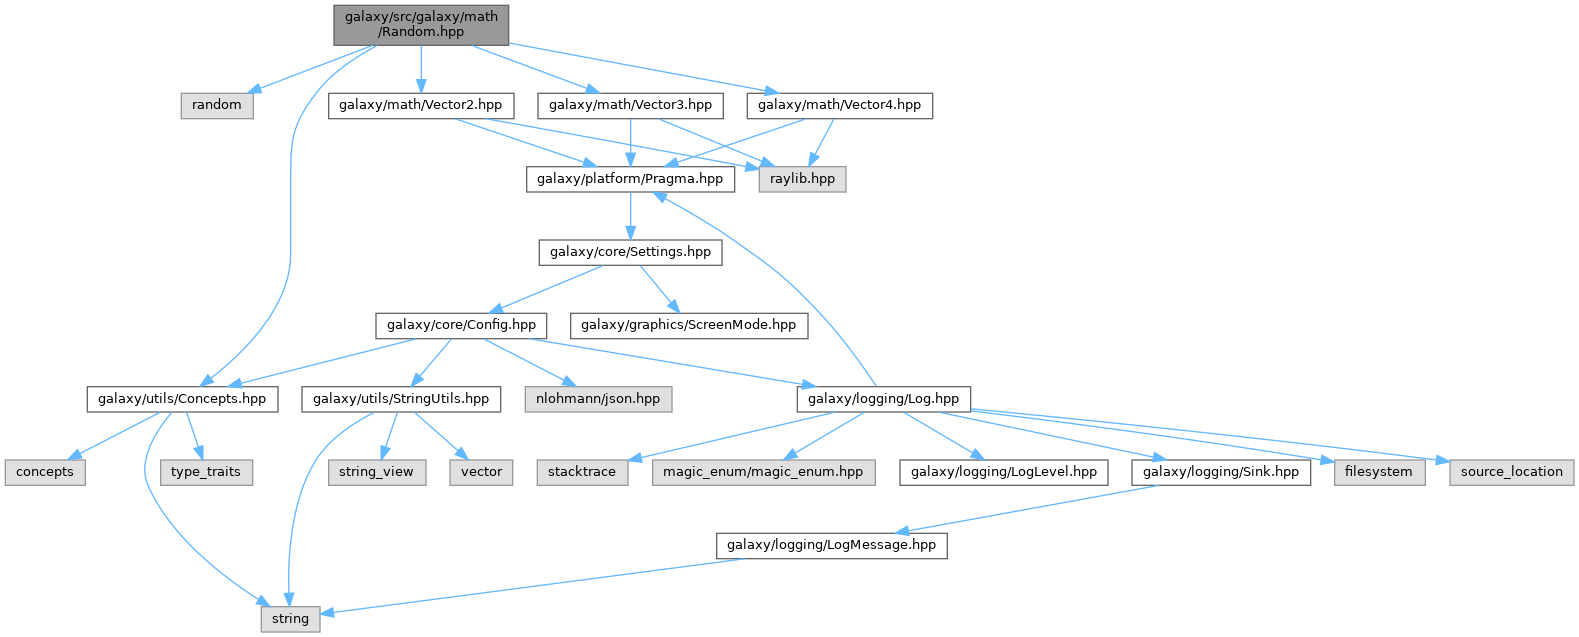 galaxy/src/galaxy/math
/Random.hpp
random
galaxy/math/Vector2.hpp
galaxy/math/Vector3.hpp
galaxy/math/Vector4.hpp
galaxy/platform/Pragma.hpp
raylib.hpp
galaxy/core/Settings.hpp
galaxy/core/Config.hpp
galaxy/graphics/ScreenMode.hpp
galaxy/utils/Concepts.hpp
galaxy/utils/StringUtils.hpp
nlohmann/json.hpp
galaxy/logging/Log.hpp
concepts
type_traits
string_view
vector
stacktrace
magic_enum/magic_enum.hpp
galaxy/logging/LogLevel.hpp
galaxy/logging/Sink.hpp
filesystem
source_location
galaxy/logging/LogMessage.hpp
string